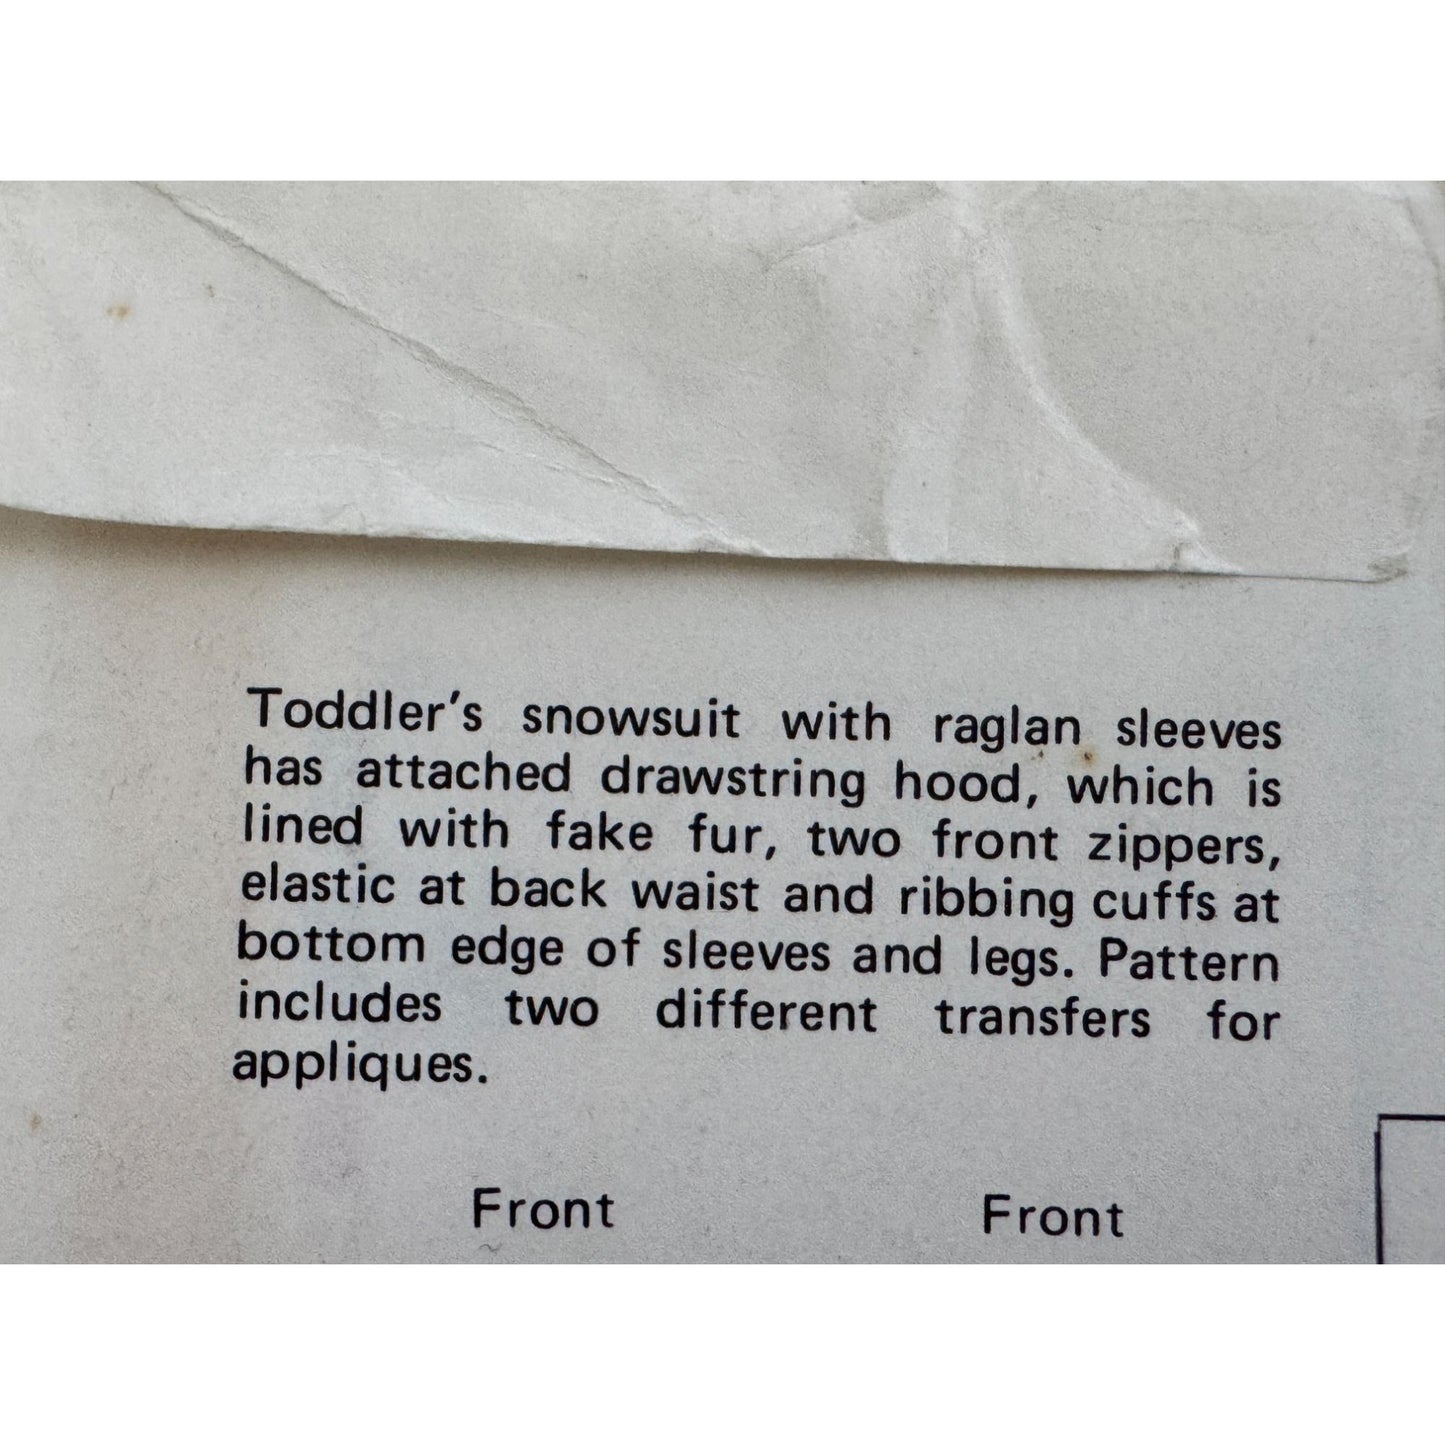 Toddler's snowsuit with raglan sleeves
has attached drawstring hood, which is
lined with fake fur, two front zippers,
elastic at back waist and ribbing cuffs at
bottom edge of sleeves and legs. Pattern
includes two different transfers for
appliques.
Front Front